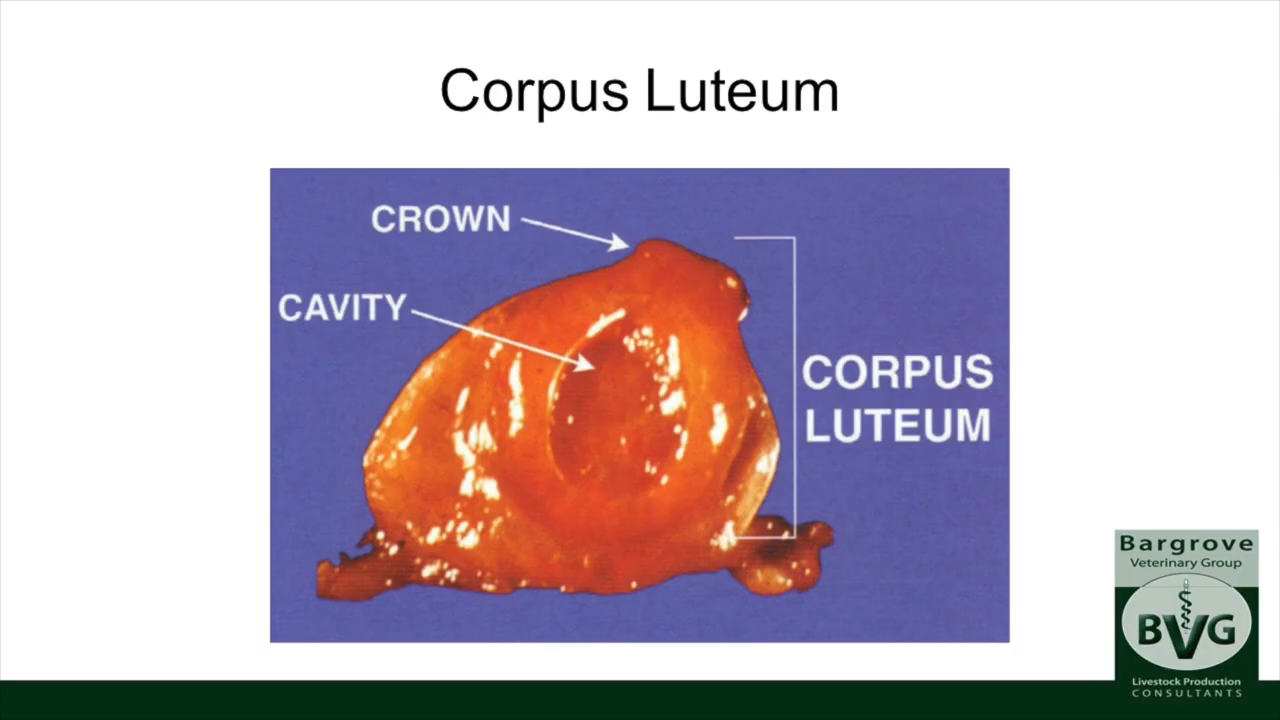 Corpus Luteum
CROWN
CAVITY
CORPUS
LUTEUM
Bargrove
Veterinary Group
BVG
Livestock Production
CONSULTANTS